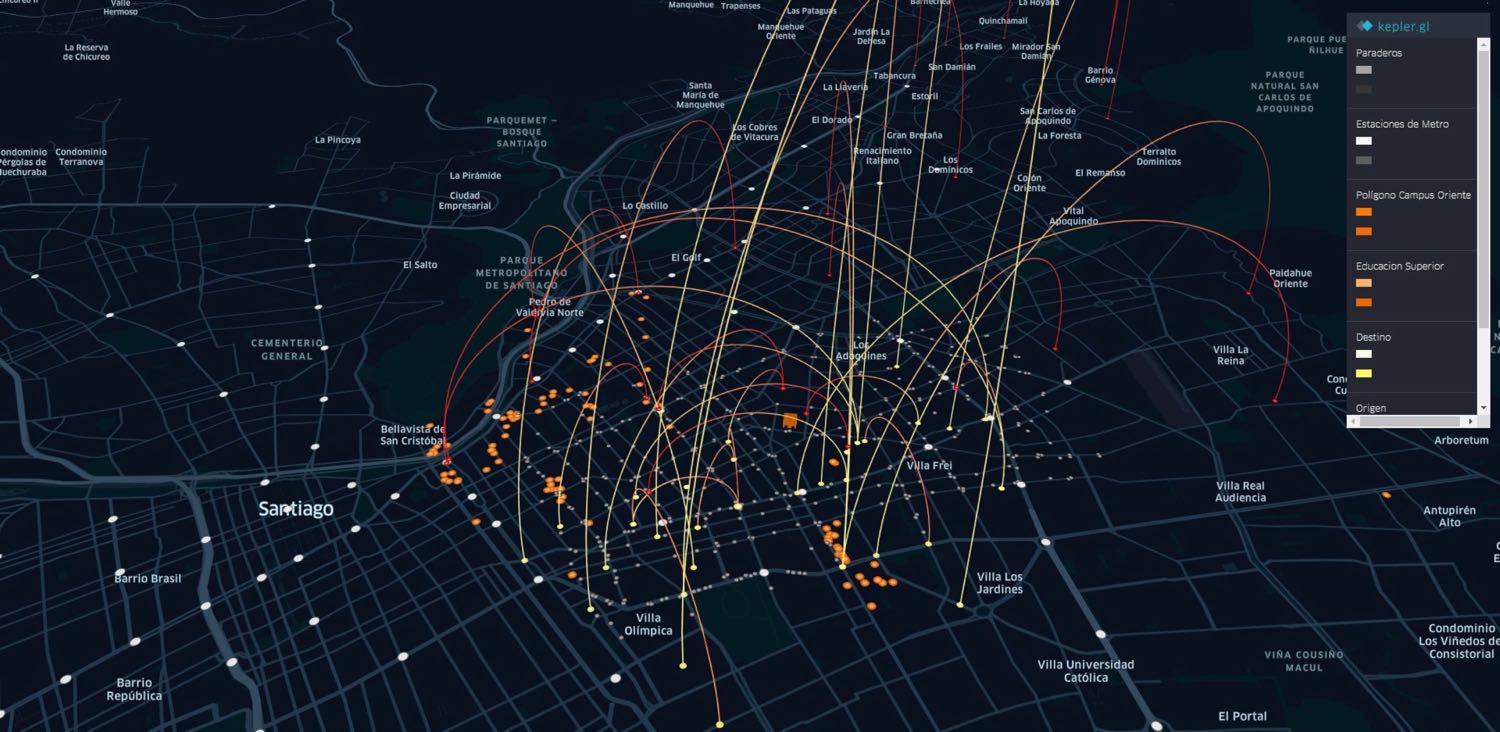 Valle
Hermoso
Manquehue
Trapenses
Las Pataguas
Barnechea
La Hoyada
Manquehue
Oriente
Jardín La
Dehesa
Quinchamalí
Los Frailes
Mirador San
Damián
La Reserva
de Chicureo
Tabancura
San Damián
Barrio
Génova
Santa
María de
Manquehue
La Llavería
Estoril
PARQUE
NATURAL SAN
CARLOS DE
APOQUINDO
PARQUEMET –
BOSQUE
SANTIAGO
El Dorado
San Carlos de
Apoquindo
Los Cobres
de Vitacura
Gran Bretaña
La Foresta
La Pincoya
Condominio
Terranova
ondominio
Pérgolas de
Huechuraba
Renacimiento
Italiano
Los
Domínicos
Terralto
Dominicos
La Pirámide
El Remanso
Colón
Oriente
Ciudad
Empresarial
Lo Castillo
Vital
Apoquindo
El Salto
El Golf
PARQUE
METROPOLITANO
DE SANTIAGO
Paidahue
Oriente
Pedro de
Valdivia Norte
CEMENTERIO
GENERAL
Los
Adoquines
Villa La
Reina
Bellavista de
San Cristóbal
Arboretum
Villa Frei
Villa Real
Audiencia
Santiago
Antupirén
Alto
Barrio Brasil
Villa Los
Jardines
Villa
Olímpica
Condominio
Los Viñedos de
Consistorial
VIÑA COUSIÑO
MACUL
Villa Universidad
Católica
Barrio
República
El Portal
kepler.gl
Paraderos
Estaciones de Metro
Polígono Campus Oriente
Educacion Superior
Destino
Origen